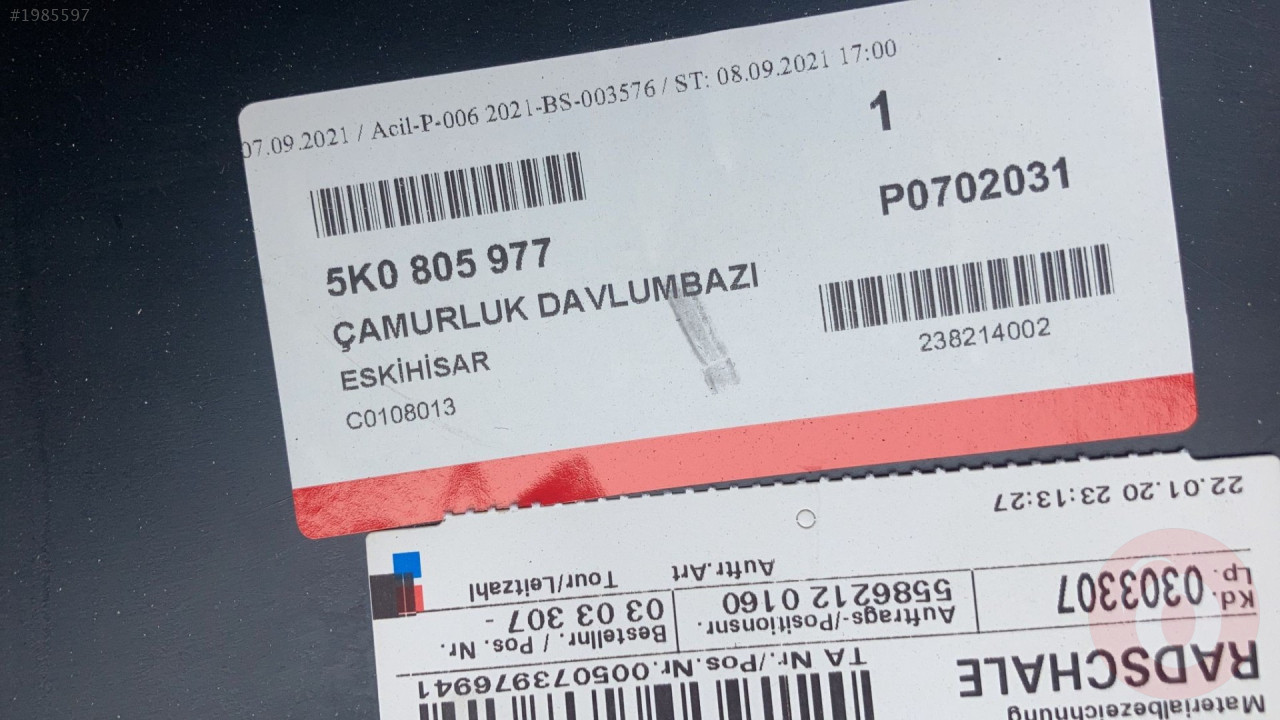 #1985597
07.09.2021 / Acil-P-006 2021-BS-003576 / ST: 08.09.2021 17:00
1
P0702031
5K0 805 977
ÇAMURLUK DAVLUMBAZI
ESKİHİSAR
C0108013
238214002
Materialbezeichnung
RADSCHALE
TA Nr./Pos.Nr.005073976941
Kd. 0303307
Lp.
Auftrags-/Positionsnr.
5586212 0160
Bestellnr. / Pos. Nr.
03 03 307 -
Auftr.Art
Tour/Leitzahl
22.01.20 23:13:27